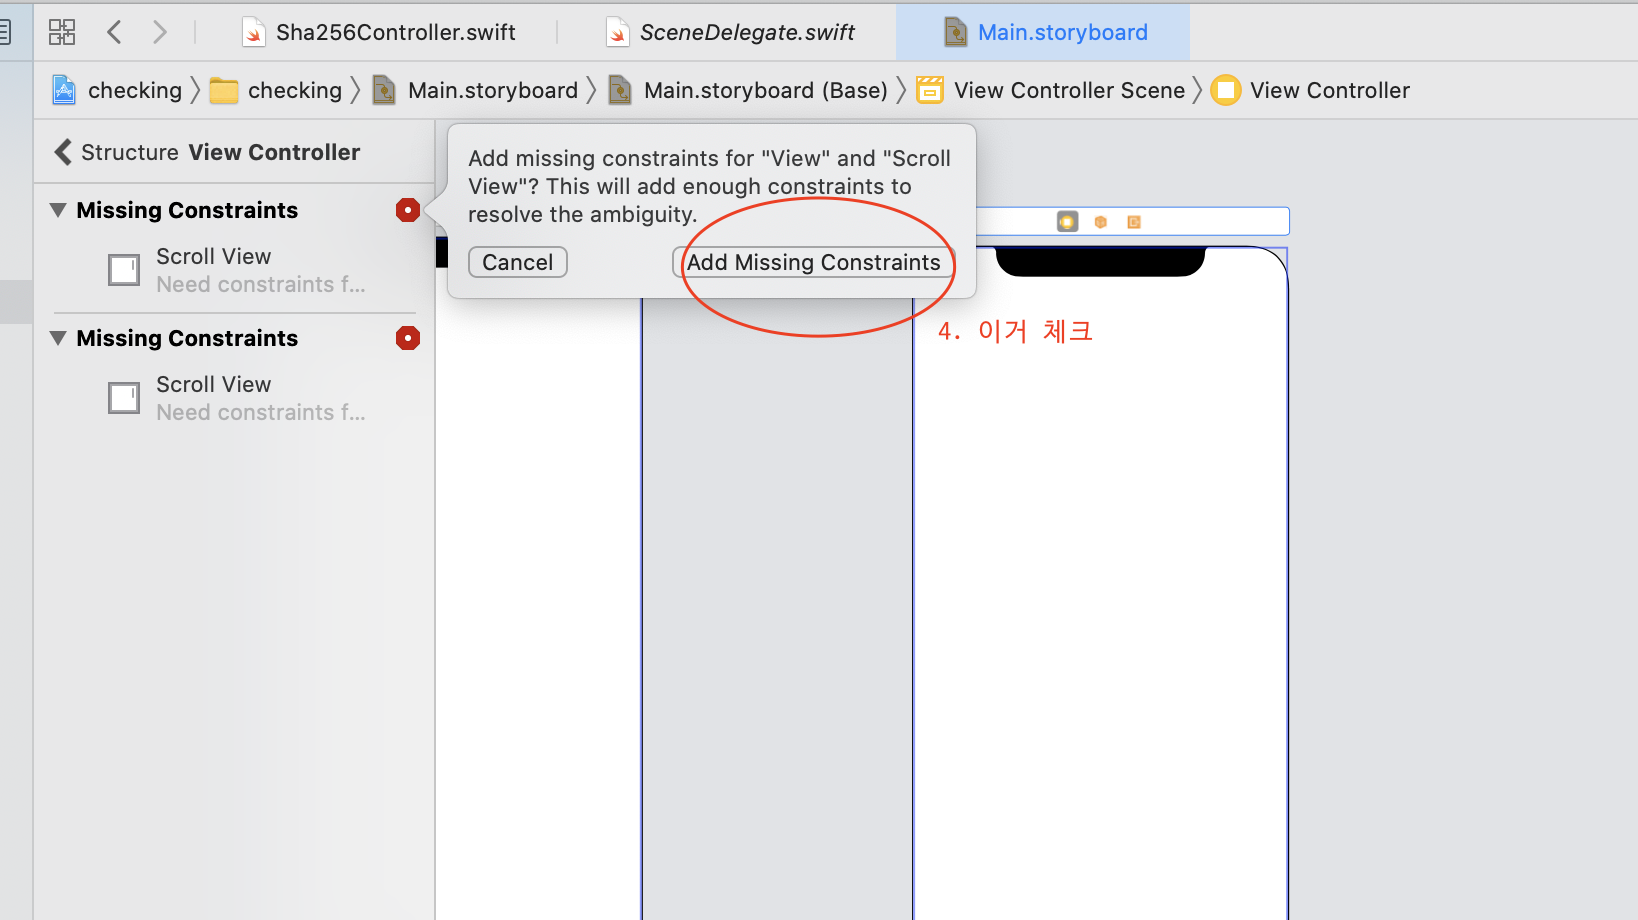 Sha256Controller.swift SceneDelegate.swift Main.storyboard
checking checking Main.storyboard Main.storyboard (Base) View Controller Scene View Controller
Structure View Controller
Add missing constraints for "View" and "Scroll
View"? This will add enough constraints to
resolve the ambiguity.
Cancel Add Missing Constraints
Missing Constraints
Scroll View
Need constraints f...
Missing Constraints
Scroll View
Need constraints f...
4. 이거 체크